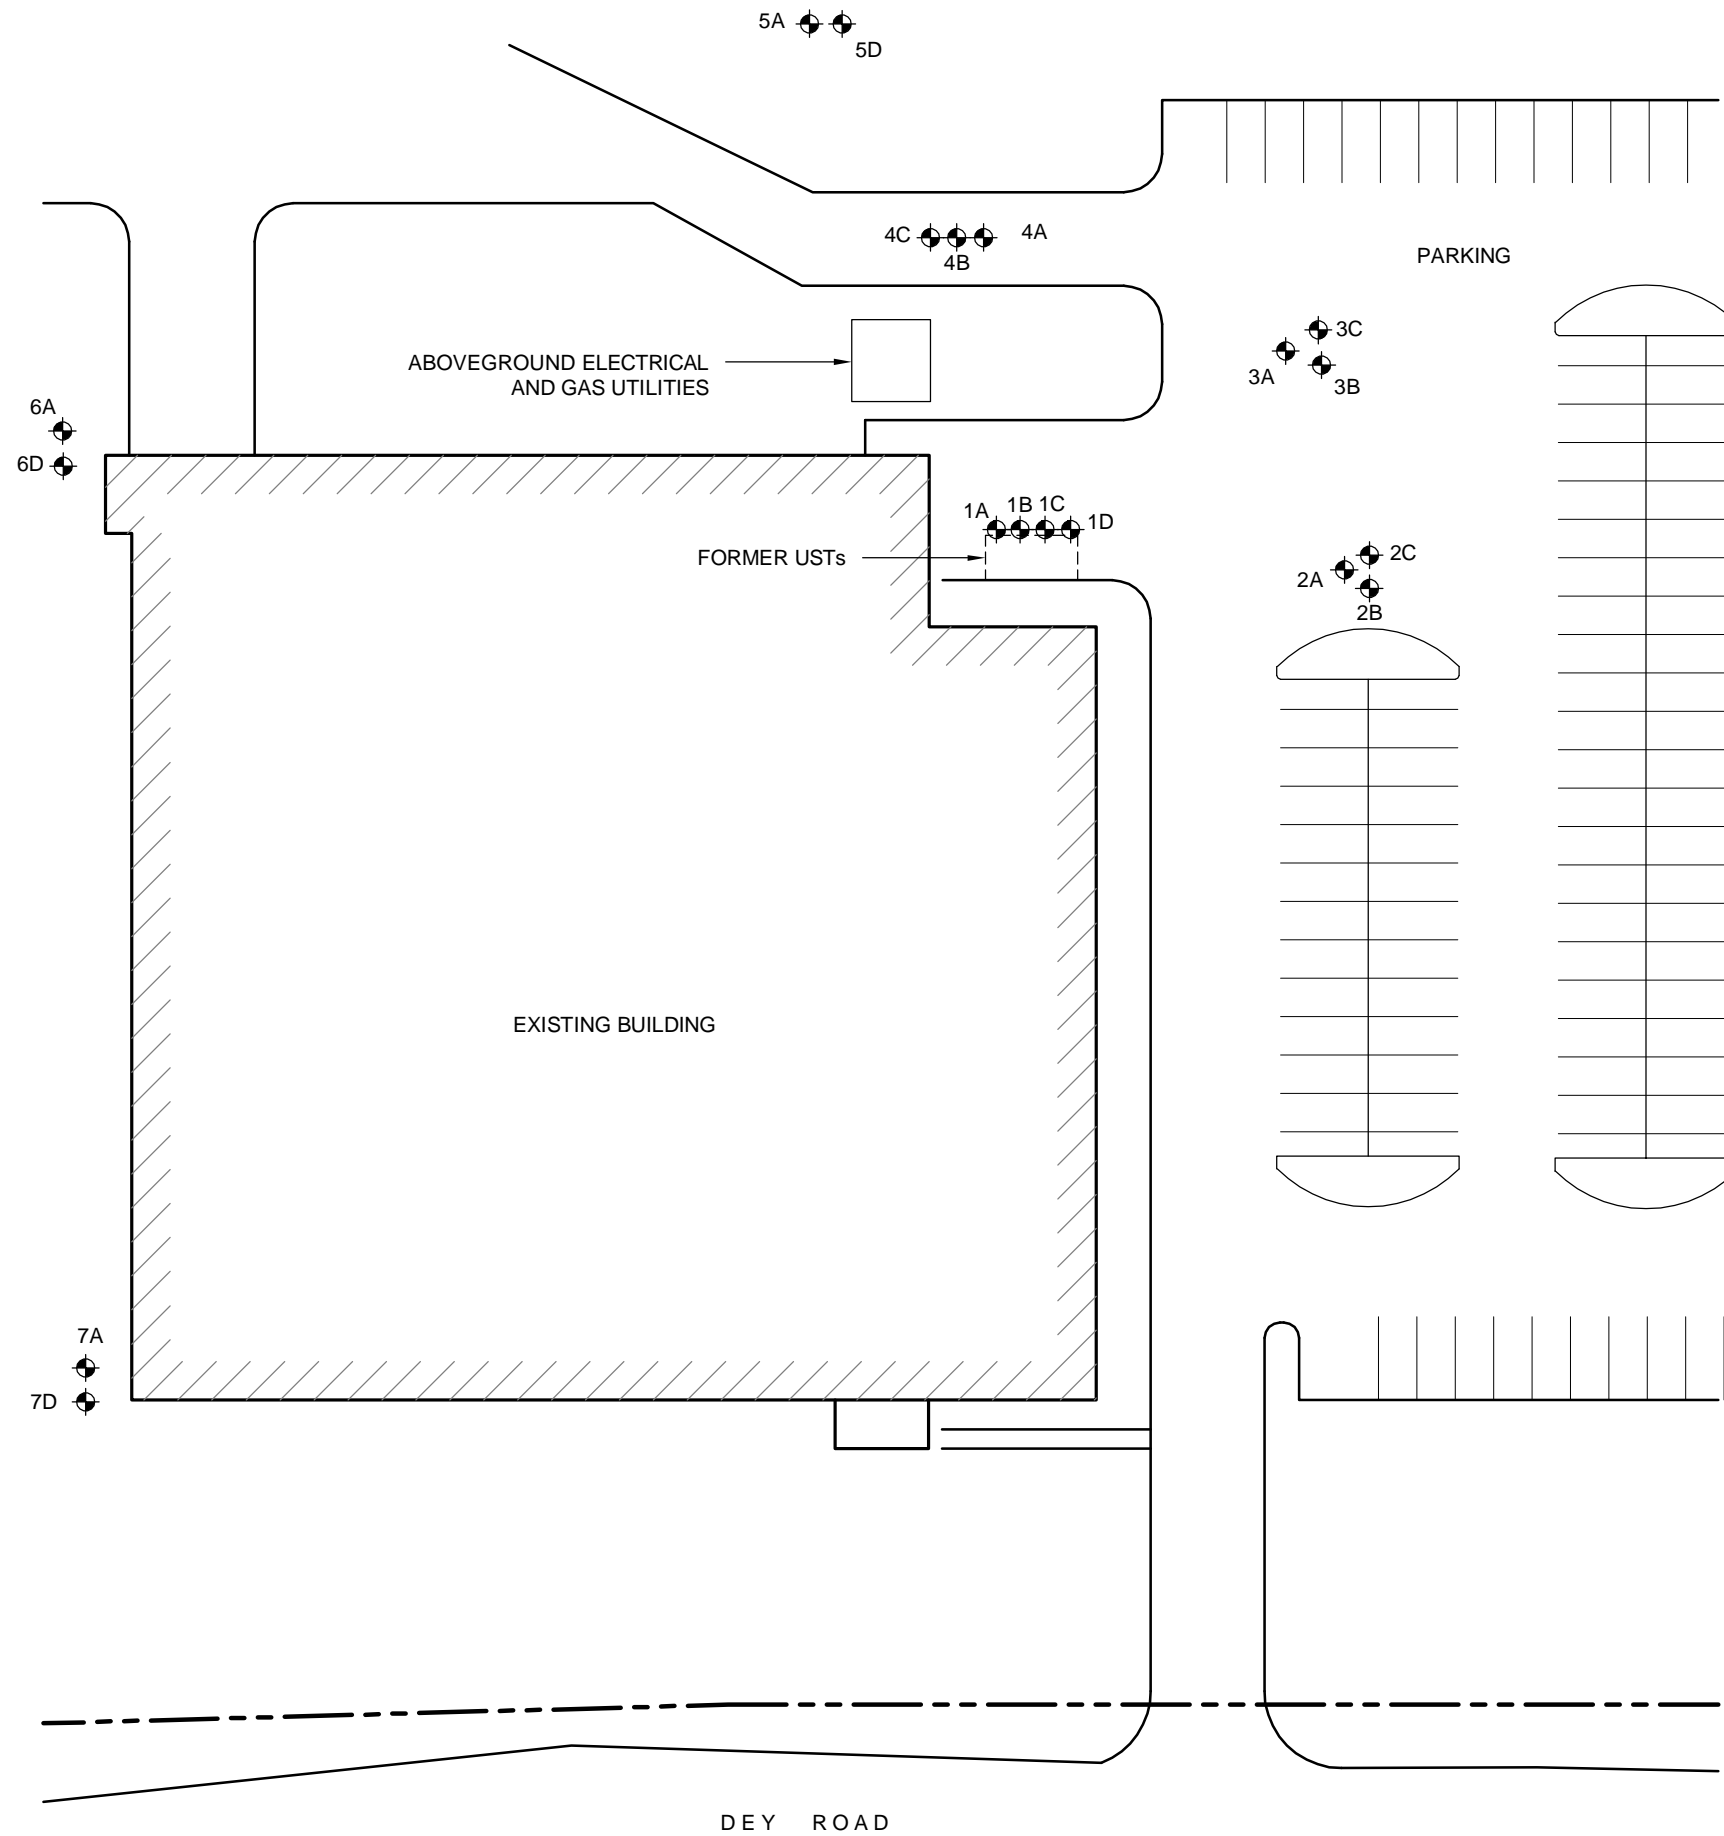 5A
5D
4C
4B
4A
PARKING
3C
3A
3B
ABOVEGROUND ELECTRICAL
AND GAS UTILITIES
6A
6D
1A
1B
1C
1D
FORMER USTs
2C
2A
2B
EXISTING BUILDING
7A
7D
DEY ROAD